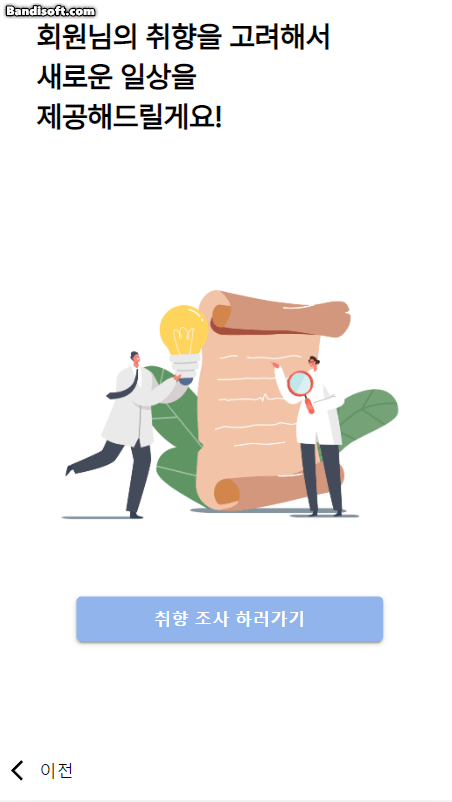 Bandisoft.com
회원님의 취향을 고려해서
새로운 일상을
제공해드릴게요!
취향 조사 하러가기
이전